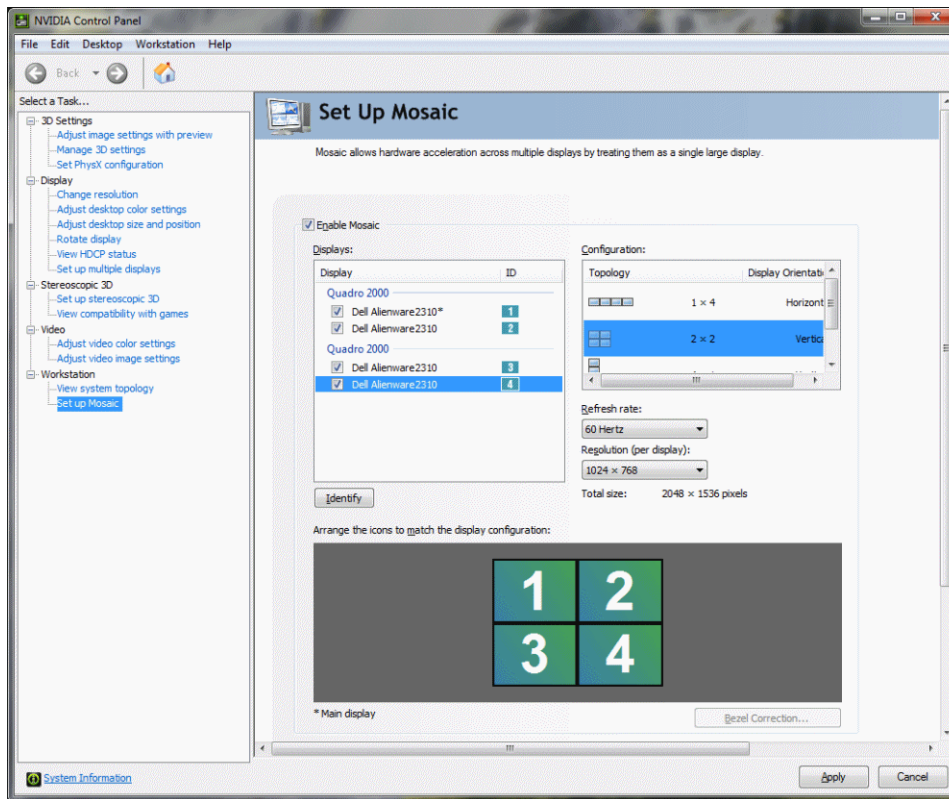 NVIDIA Control Panel
File Edit Desktop Workstation Help
Back
Select a Task...
3D Settings
Adjust image settings with preview
Manage 3D settings
Set PhysX configuration
Display
Change resolution
Adjust desktop color settings
Adjust desktop size and position
Rotate display
View HDCP status
Set up multiple displays
Stereoscopic 3D
Set up stereoscopic 3D
View compatibility with games
Video
Adjust video color settings
Adjust video image settings
Workstation
View system topology
Set up Mosaic
Set Up Mosaic
Mosaic allows hardware acceleration across multiple displays by treating them as a single large display.
Enable Mosaic
Displays:
Display ID
Quadro 2000
Dell Alienware2310* 1
Dell Alienware2310 2
Quadro 2000
Dell Alienware2310 3
Dell Alienware2310 4
Identify
Configuration:
Topology Display Orientati
1 × 4 Horizont
2 × 2 Vertica
Refresh rate:
60 Hertz
Resolution (per display):
1024 × 768
Total size: 2048 × 1536 pixels
Arrange the icons to match the display configuration:
1 2
3 4
* Main display
Bezel Correction...
System Information
Apply Cancel